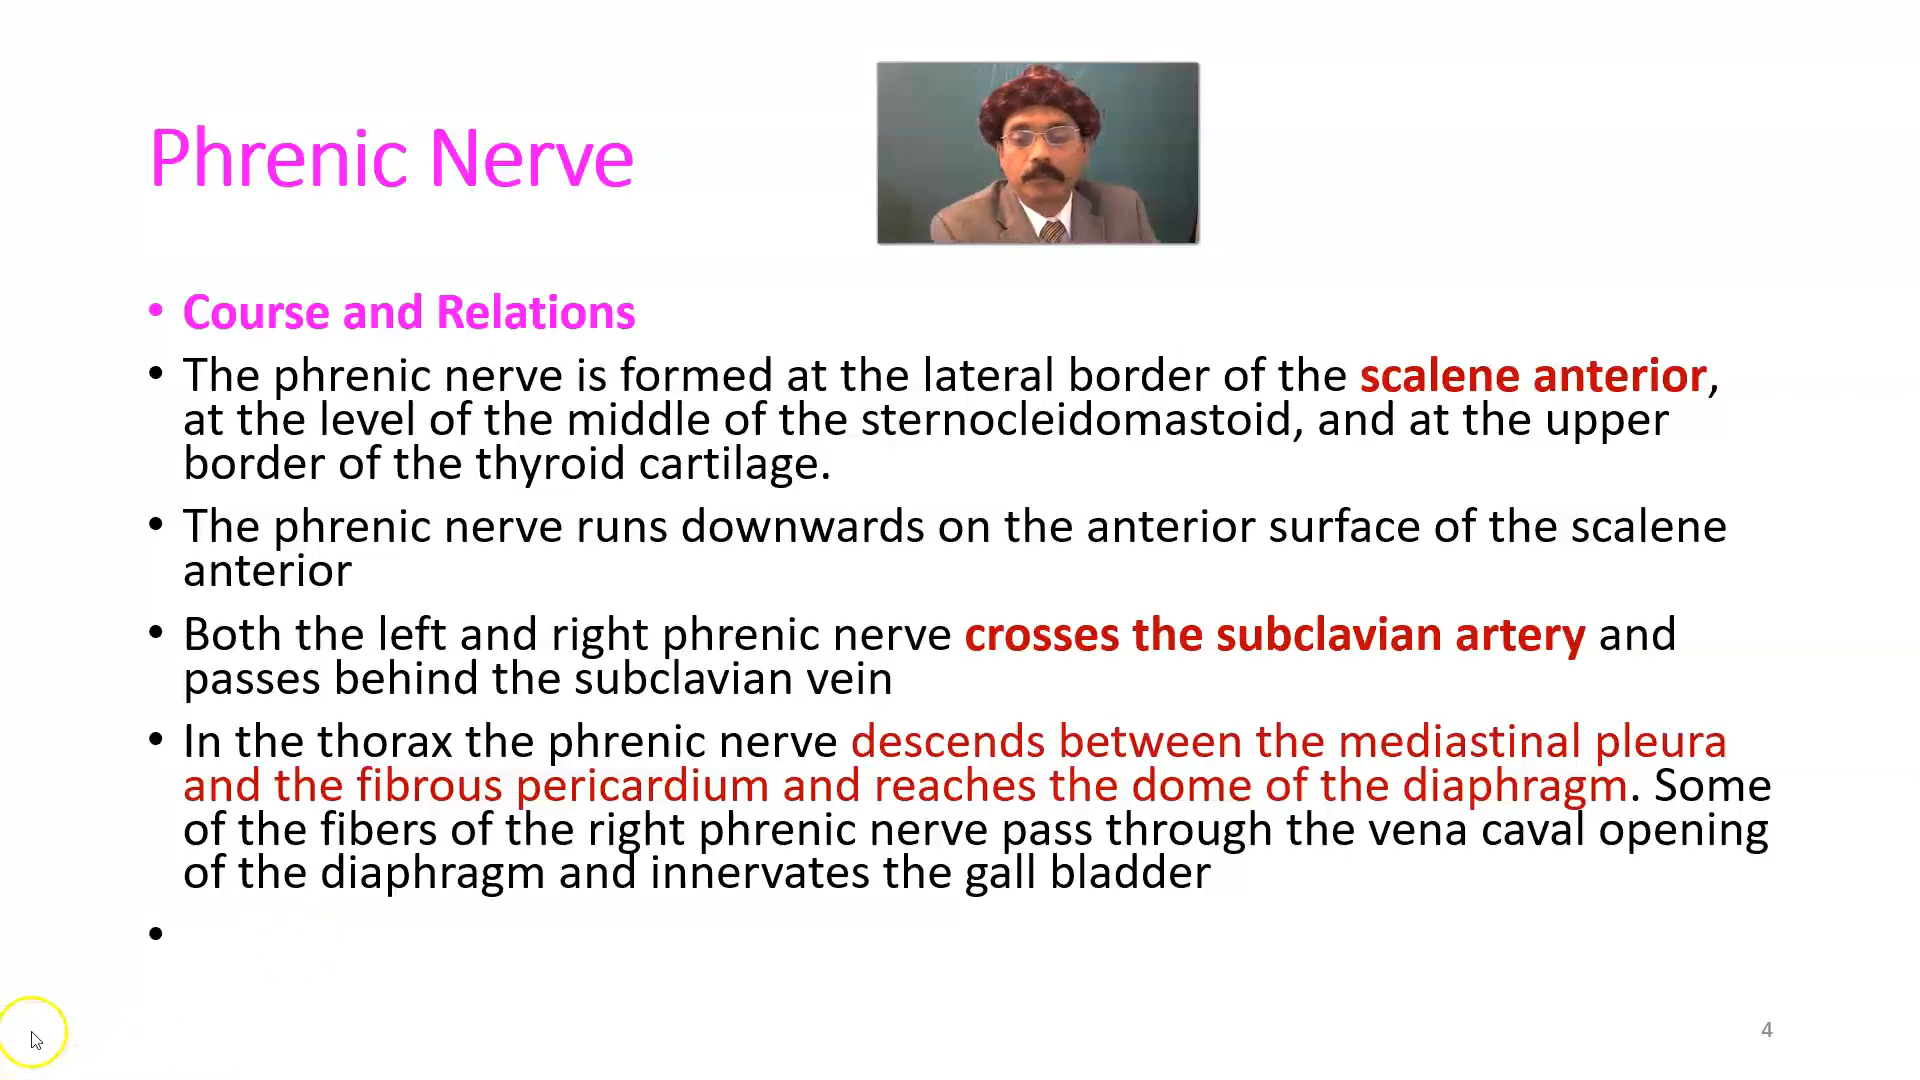 Phrenic Nerve
• Course and Relations
• The phrenic nerve is formed at the lateral border of the scalene anterior,
at the level of the middle of the sternocleidomastoid, and at the upper
border of the thyroid cartilage.
• The phrenic nerve runs downwards on the anterior surface of the scalene
anterior
• Both the left and right phrenic nerve crosses the subclavian artery and
passes behind the subclavian vein
• In the thorax the phrenic nerve descends between the mediastinal pleura
and the fibrous pericardium and reaches the dome of the diaphragm. Some
of the fibers of the right phrenic nerve pass through the vena caval opening
of the diaphragm and innervates the gall bladder
•
4